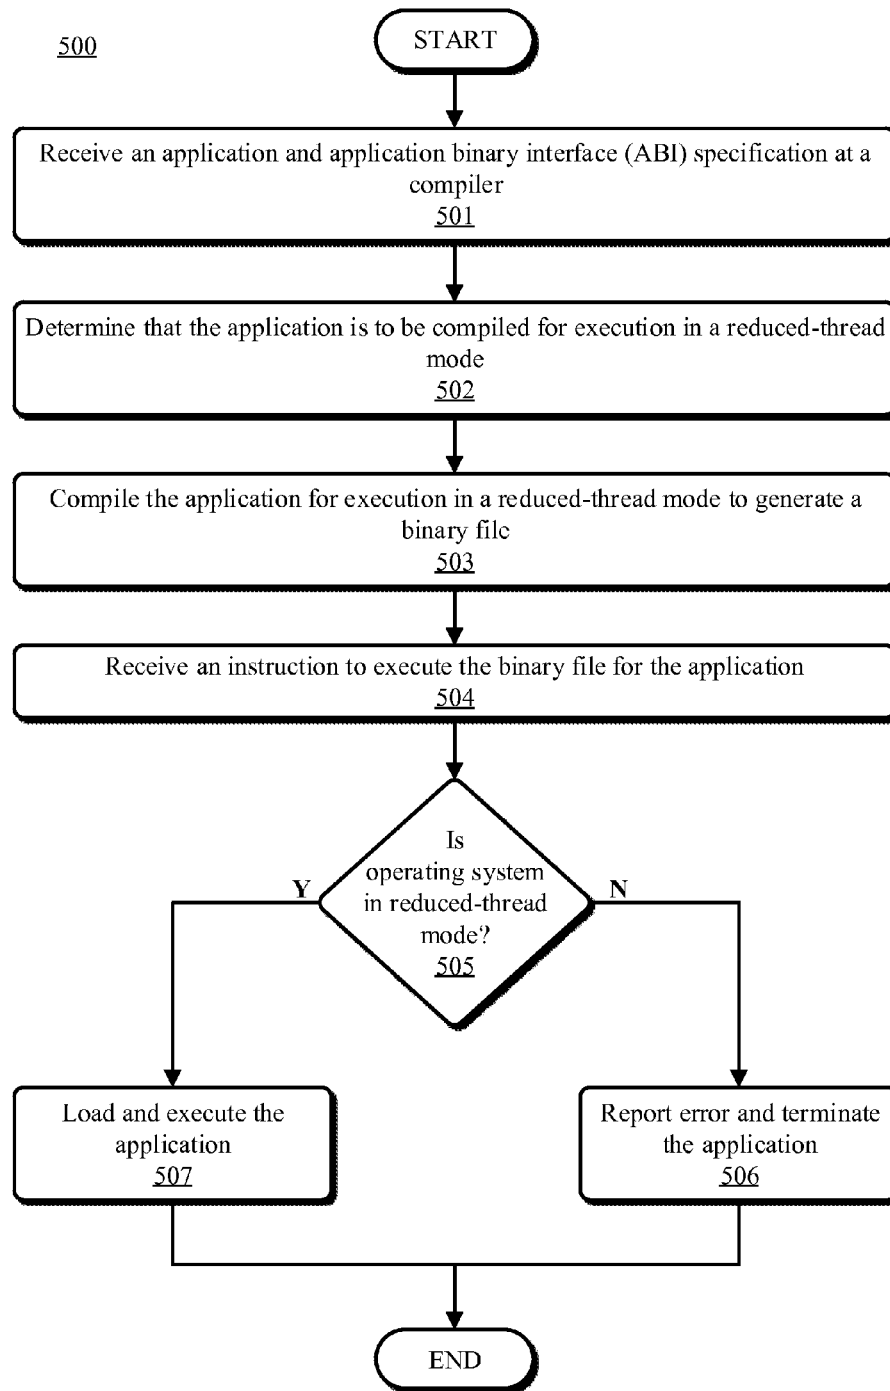 500
START
Receive an application and application binary interface (ABI) specification at a
compiler
501
Determine that the application is to be compiled for execution in a reduced-thread
mode
502
Compile the application for execution in a reduced-thread mode to generate a
binary file
503
Receive an instruction to execute the binary file for the application
504
Is
operating system
in reduced-thread
mode?
505
Y
N
Load and execute the
application
507
Report error and terminate
the application
506
END